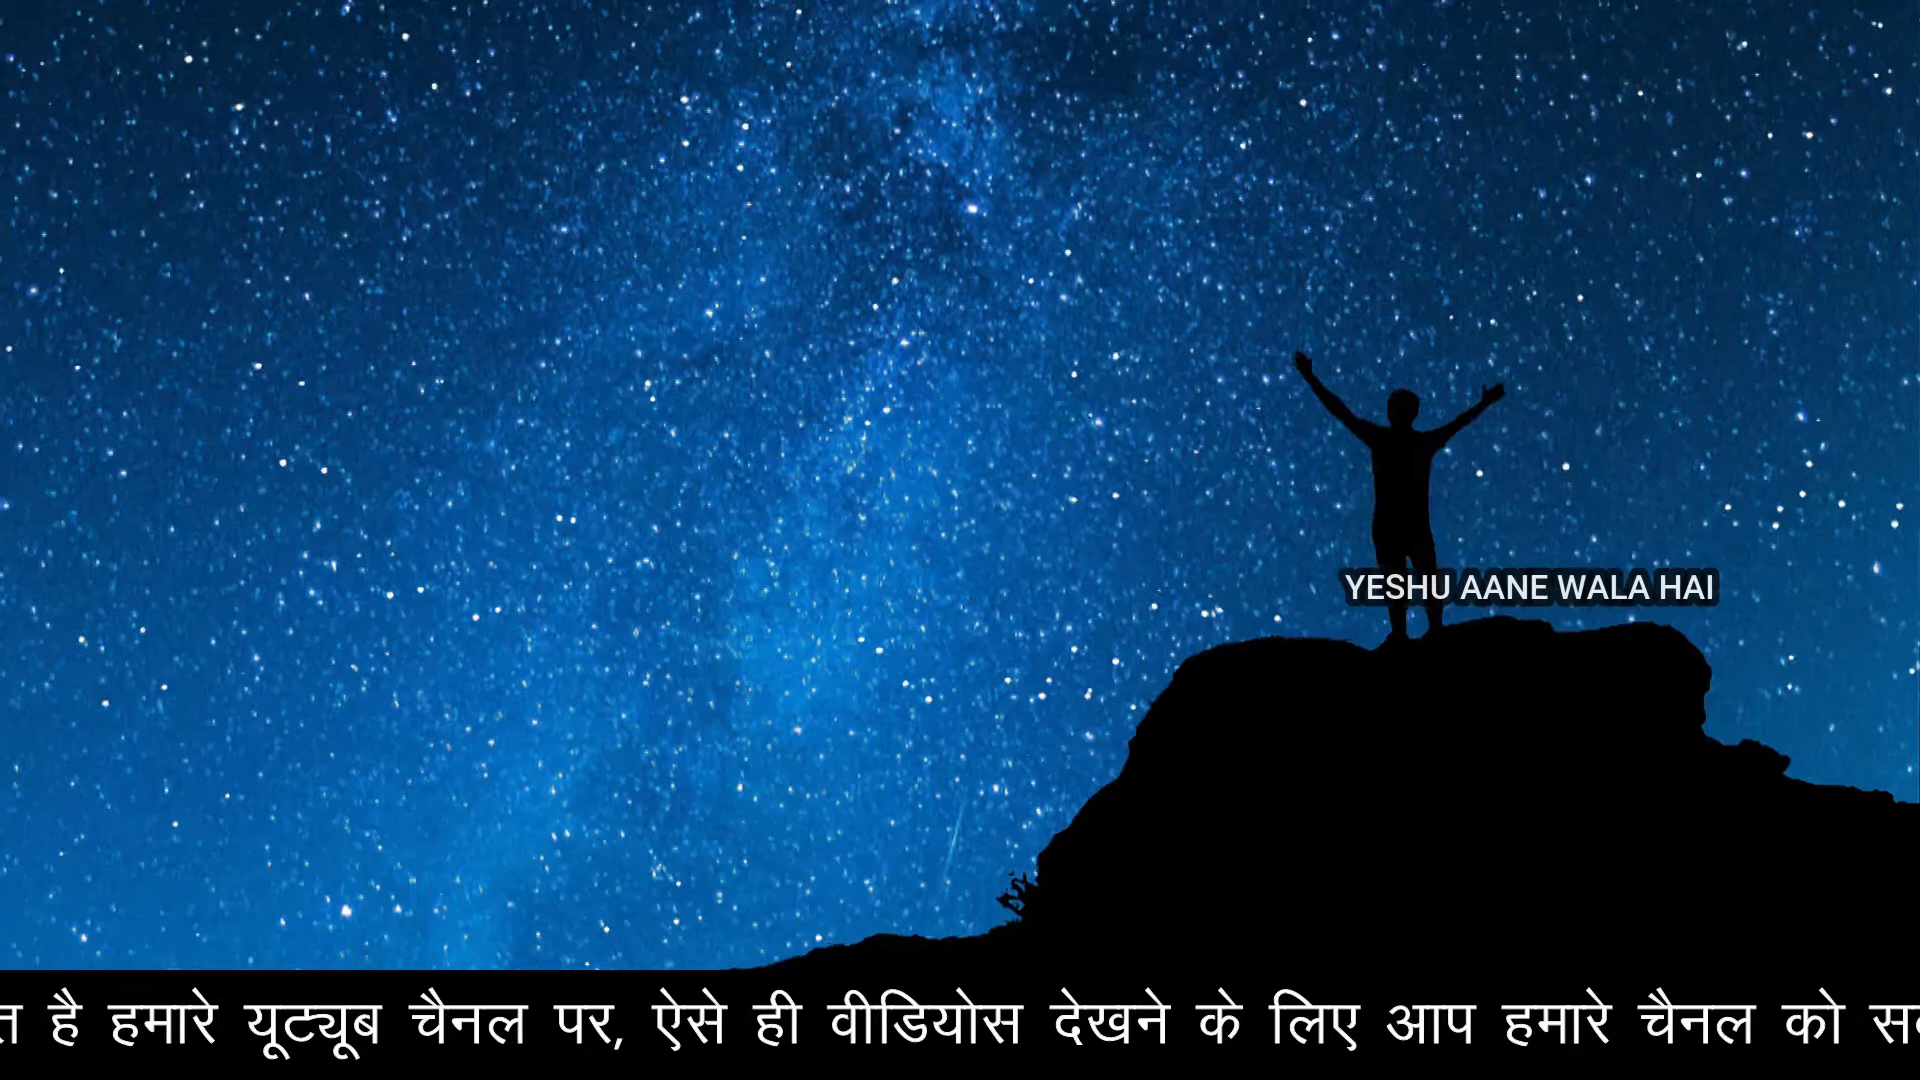 YESHU AANE WALA HAI
है हमारे यूट्यूब चैनल पर, ऐसे ही वीडियोस देखने के लिए आप हमारे चैनल को